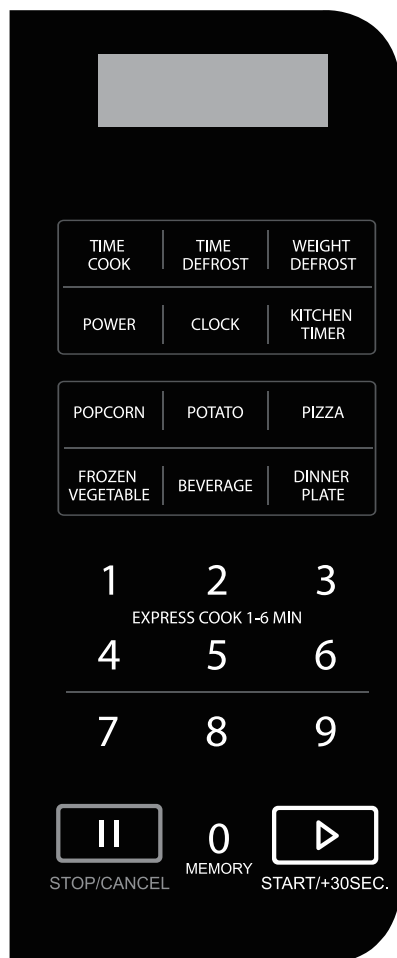 TIME TIME WEIGHT
COOK DEFROST DEFROST
POWER CLOCK KITCHEN
TIMER
POPCORN POTATO PIZZA
FROZEN BEVERAGE DINNER
VEGETABLE PLATE
1 2 3
EXPRESS COOK 1-6 MIN
4 5 6
7 8 9
0
MEMORY
STOP/CANCEL START/+30SEC.